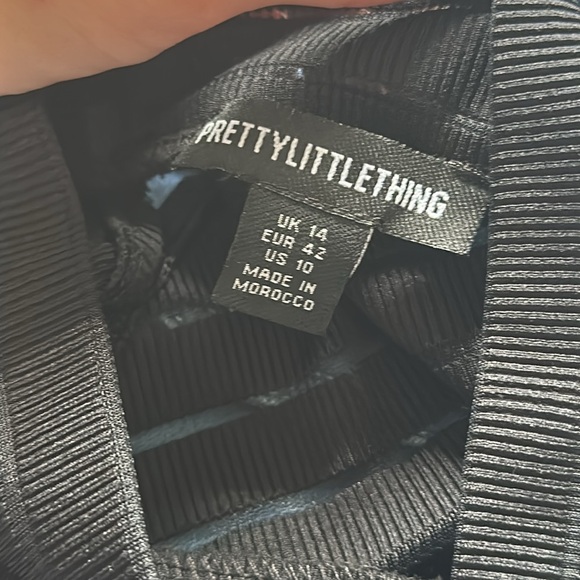 PRETTYLITTLETHING
UK 14
EUR 42
US 10
MADE IN
MOROCCO